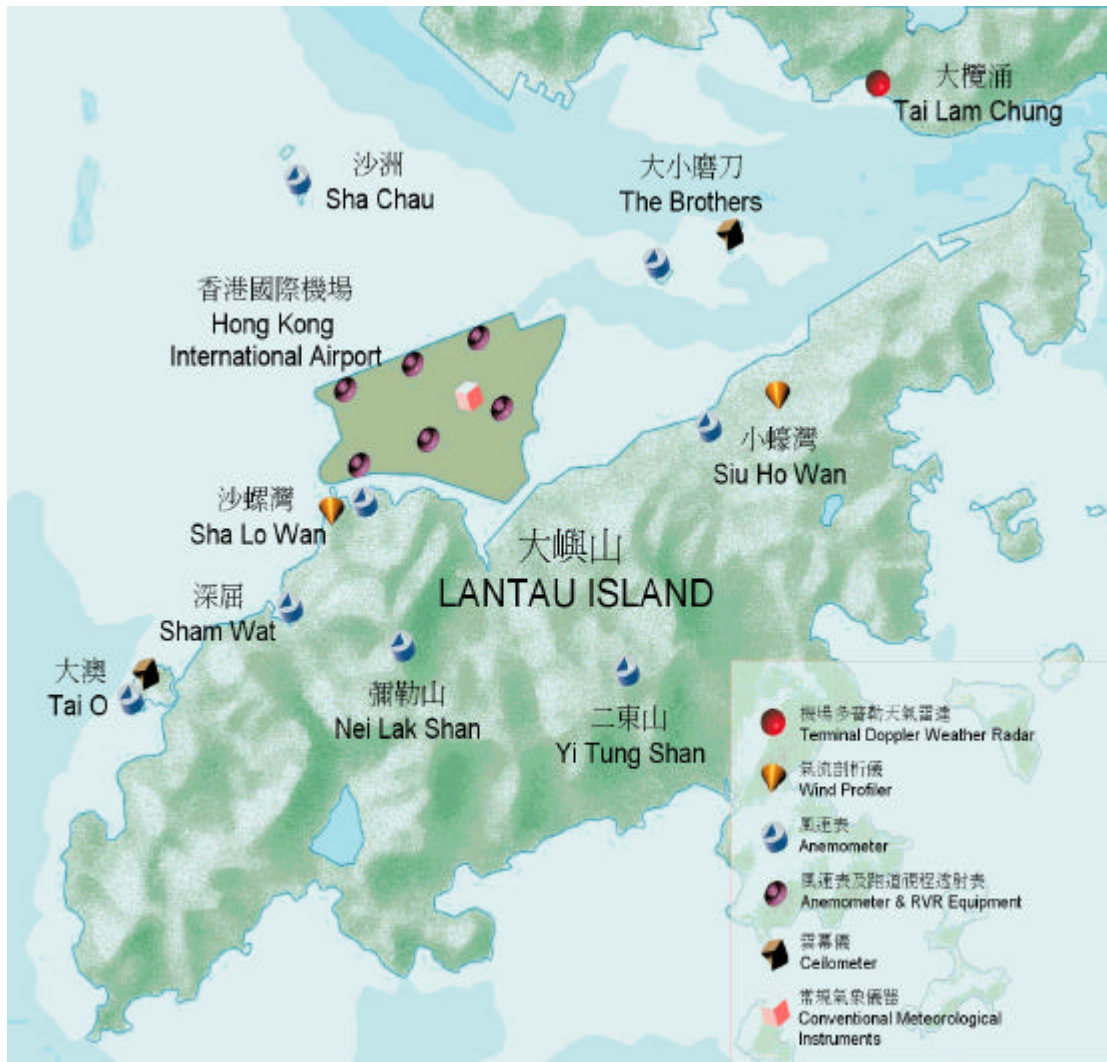 大欖涌
Tai Lam Chung
沙洲
Sha Chau
大小磨刀
The Brothers
香港國際機場
Hong Kong
International Airport
小蠔灣
Siu Ho Wan
沙螺灣
Sha Lo Wan
大嶼山
LANTAU ISLAND
深屈
Sham Wat
大澳
Tai O
彌勒山
Nei Lak Shan
二東山
Yi Tung Shan
機場多普勒天氣雷達
Terminal Doppler Weather Radar
氣流剖析儀
Wind Profiler
風速表
Anemometer
風速表及跑道視程透射表
Anemometer & RVR Equipment
雲幕儀
Ceilometer
常規氣象儀器
Conventional Meteorological
Instruments